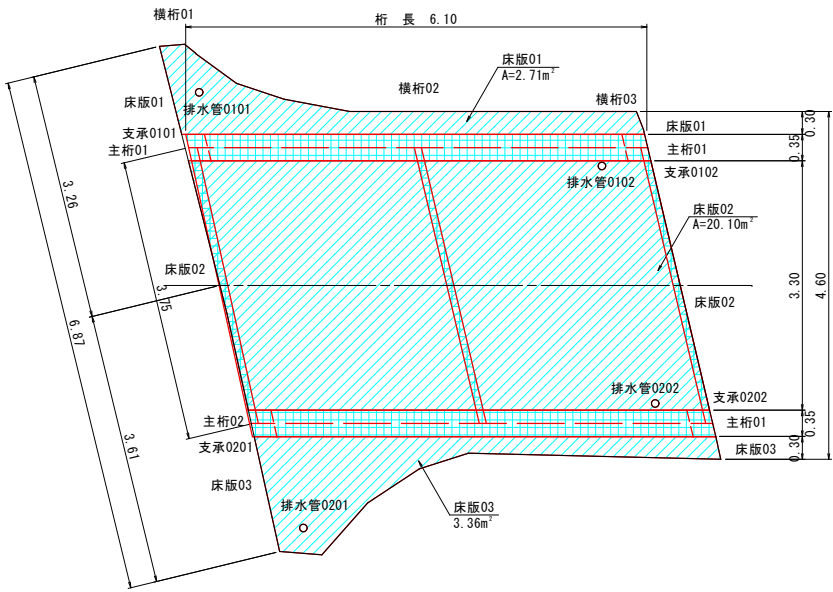 横桁01
桁 長 6.10
床版01
A=2.71㎡
床版01
排水管0101
横桁02
横桁03
0.30
支承0101
床版01
主桁01
0.35
主桁01
支承0102
排水管0102
3.26
床版02
A=20.10㎡
床版02
3.75
3.30
4.60
床版02
6.87
排水管0202
支承0202
主桁02
主桁01
0.35
支承0201
3.61
床版03
0.30
床版03
排水管0201
床版03
3.36㎡